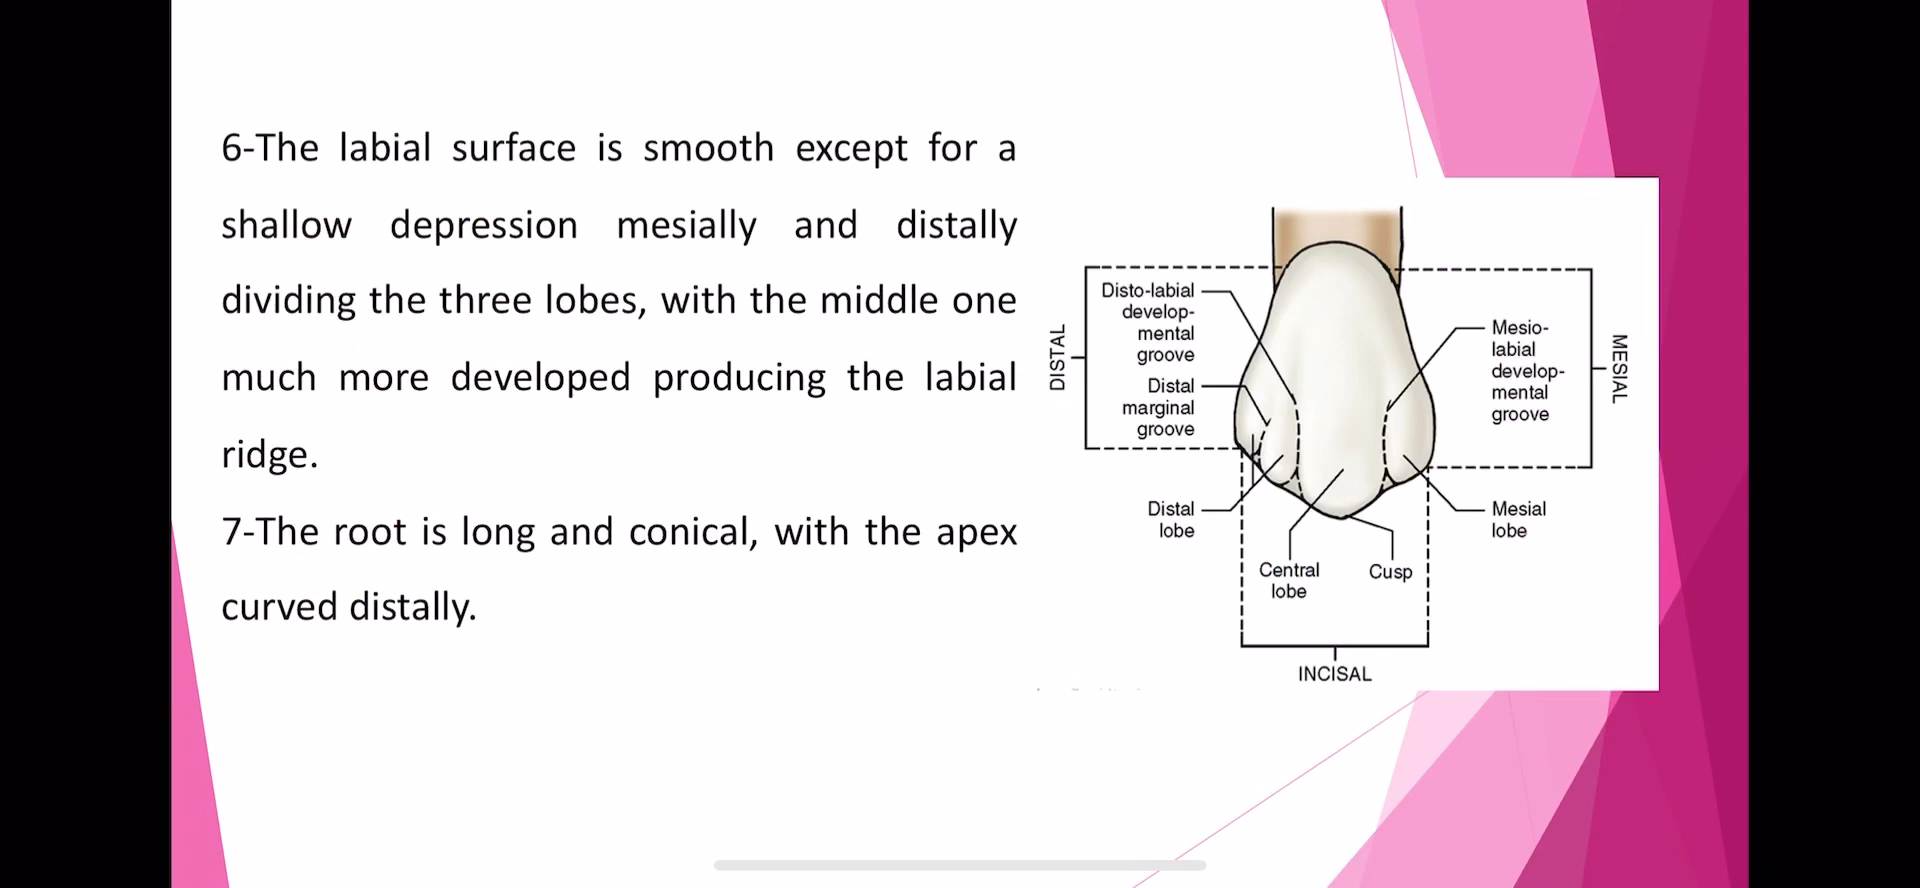 6-The labial surface is smooth except for a
shallow depression mesially and distally
dividing the three lobes, with the middle one
much more developed producing the labial
ridge.
7-The root is long and conical, with the apex
curved distally.
DISTAL
Disto-labial
develop-
mental
groove
Distal
marginal
groove
Distal
lobe
Central
lobe
Cusp
INCISAL
Mesio-
labial
develop-
mental
groove
Mesial
lobe
MESIAL